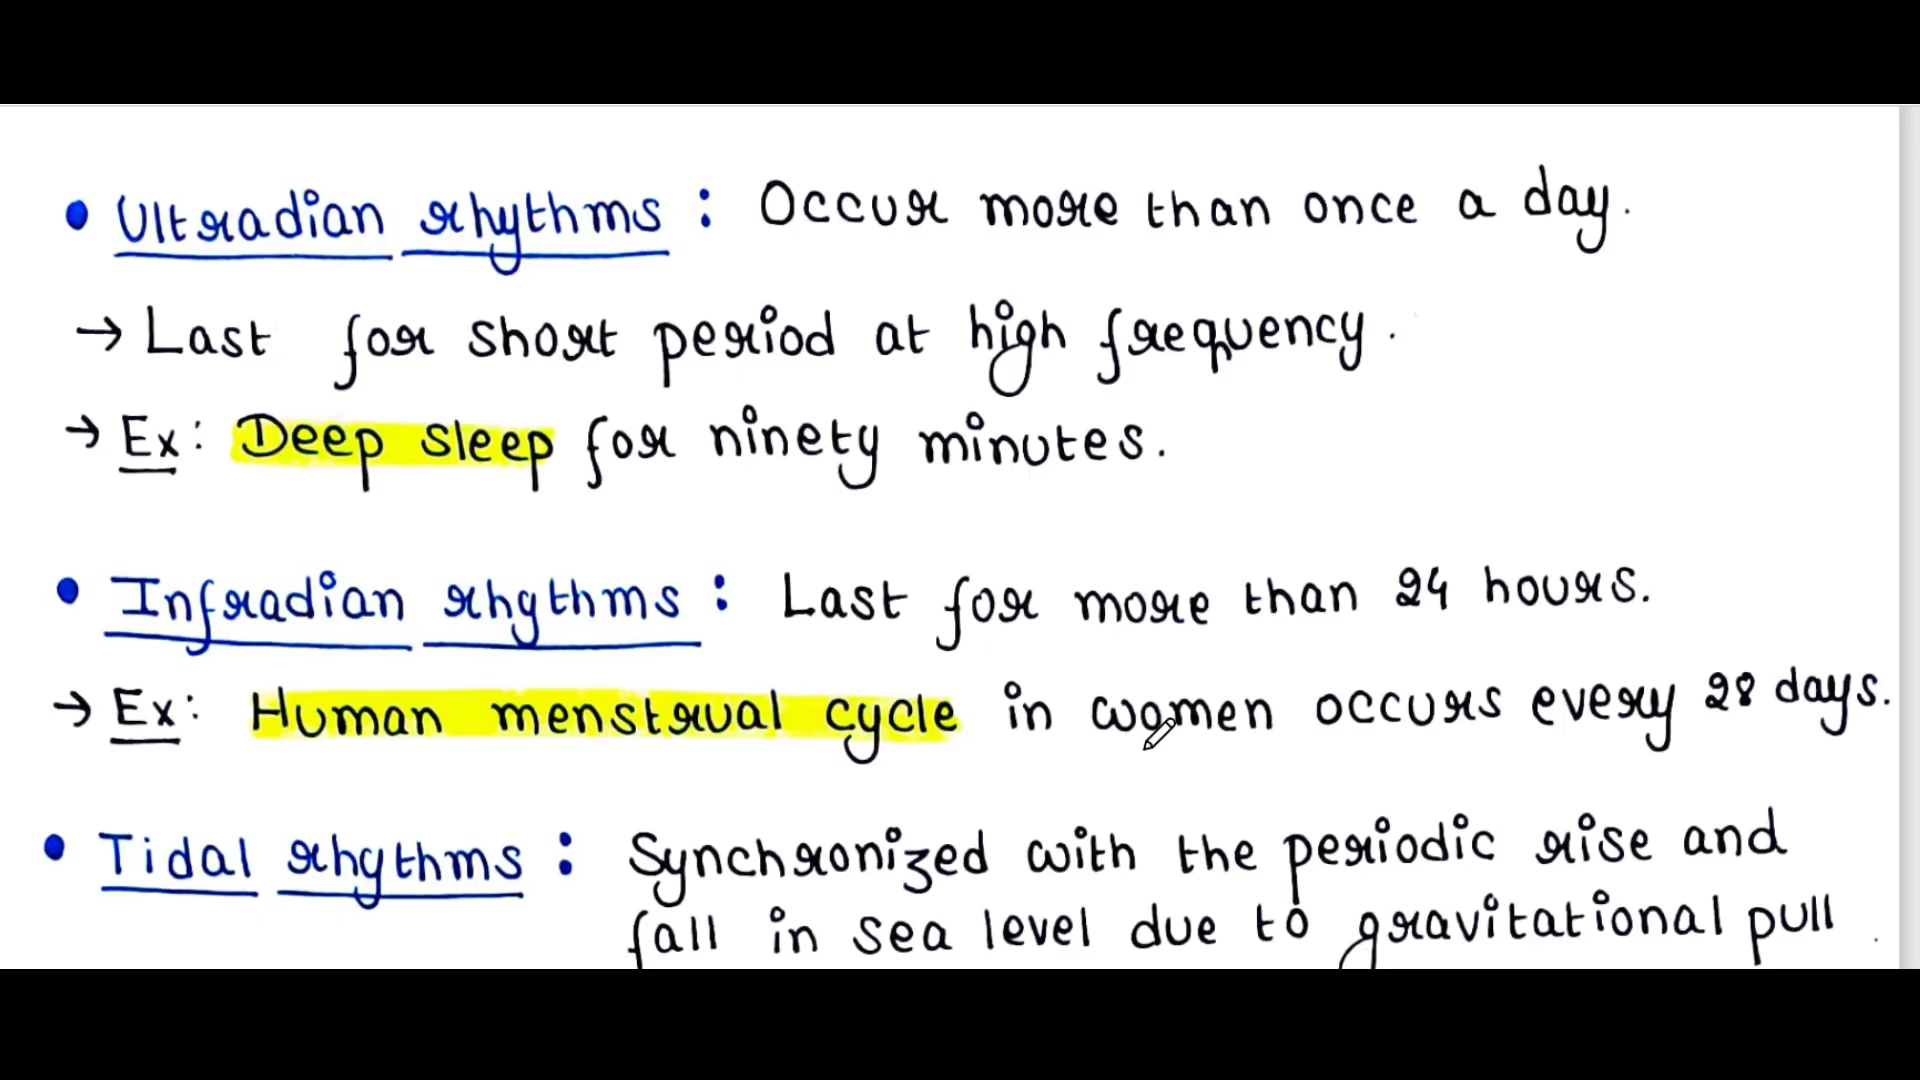 • Ultradian rhythms : Occur more than once a day.
→ Last for short period at high frequency.
→ Ex: Deep sleep for ninety minutes.
• Infradian rhythms : Last for more than 24 hours.
→ Ex: Human menstrual cycle in women occurs every 28 days.
• Tidal rhythms : Synchronized with the periodic rise and
fall in sea level due to gravitational pull